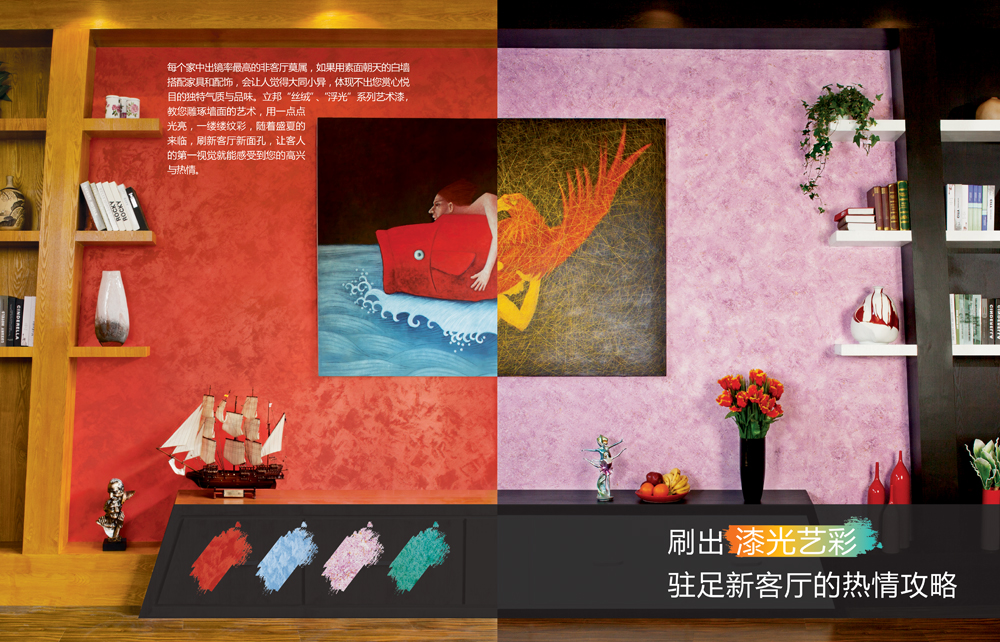 每个家中出镜率最高的非客厅莫属，如果用素面朝天的白墙
搭配家具和配饰，会让人觉得大同小异，体现不出您赏心悦
目的独特气质与品味。立邦“丝绒”、“浮光”系列艺术漆，
教您雕琢墙面的艺术，用一点点
光亮，一缕缕纹彩，随着盛夏的
来临，刷新客厅新面孔，让客人
的第一视觉就能感受到您的高兴
与热情。
ROCKY
ROCKY
CINDERELLA
刷出 漆光艺彩
驻足新客厅的热情攻略